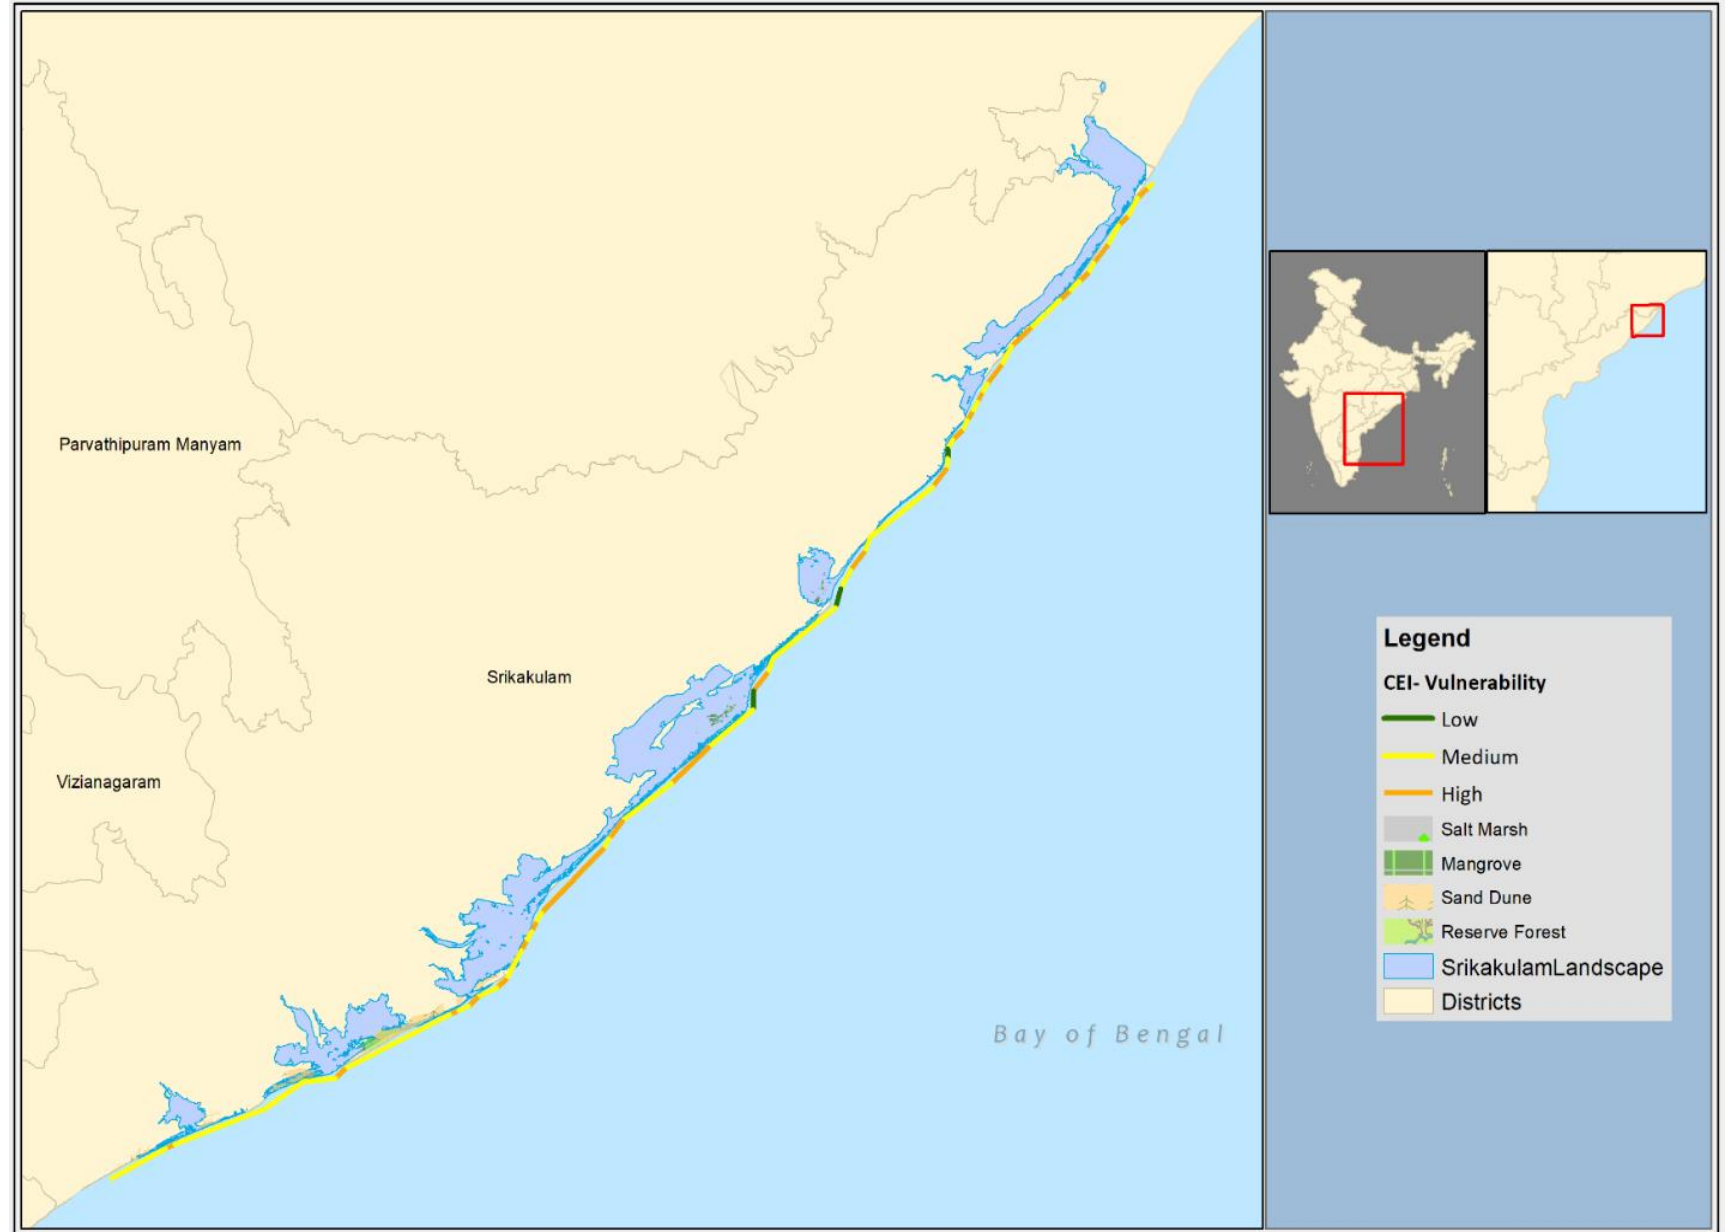 Parvathipuram Manyam
Srikakulam
Vizianagaram
Bay of Bengal
Legend
CEI- Vulnerability
Low
Medium
High
Salt Marsh
Mangrove
Sand Dune
Reserve Forest
SrikakulamLandscape
Districts